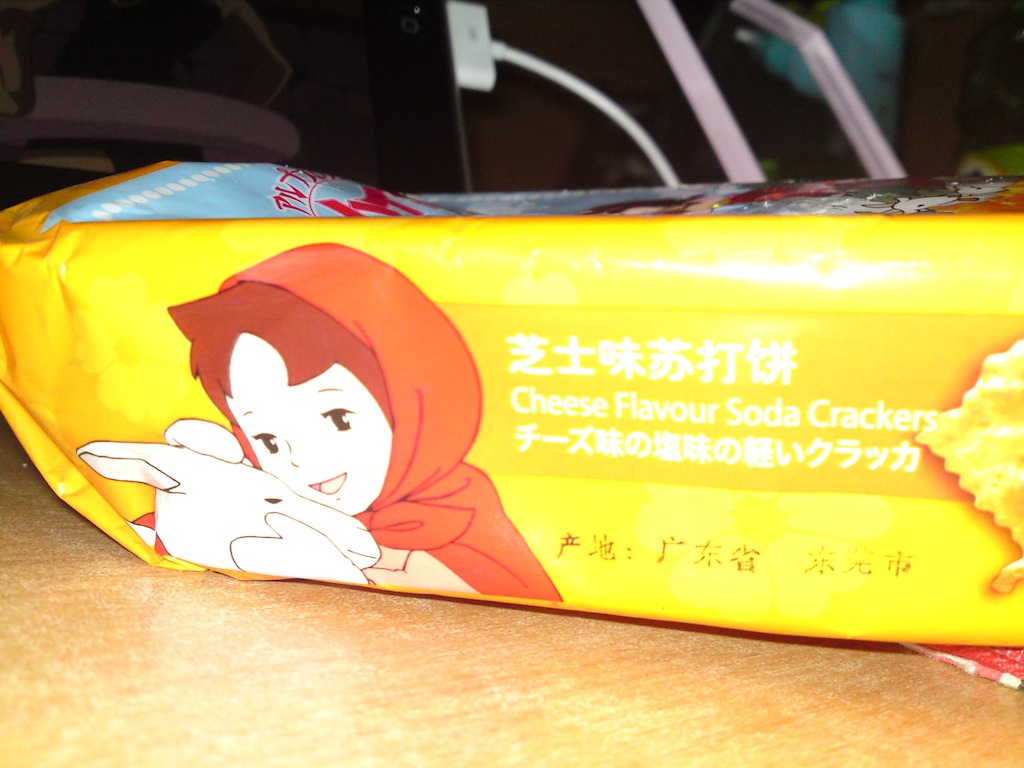 芝士味苏打饼
Cheese Flavour Soda Crackers
チーズ味の塩味の軽いクラッカ
产地：广东省 东莞市